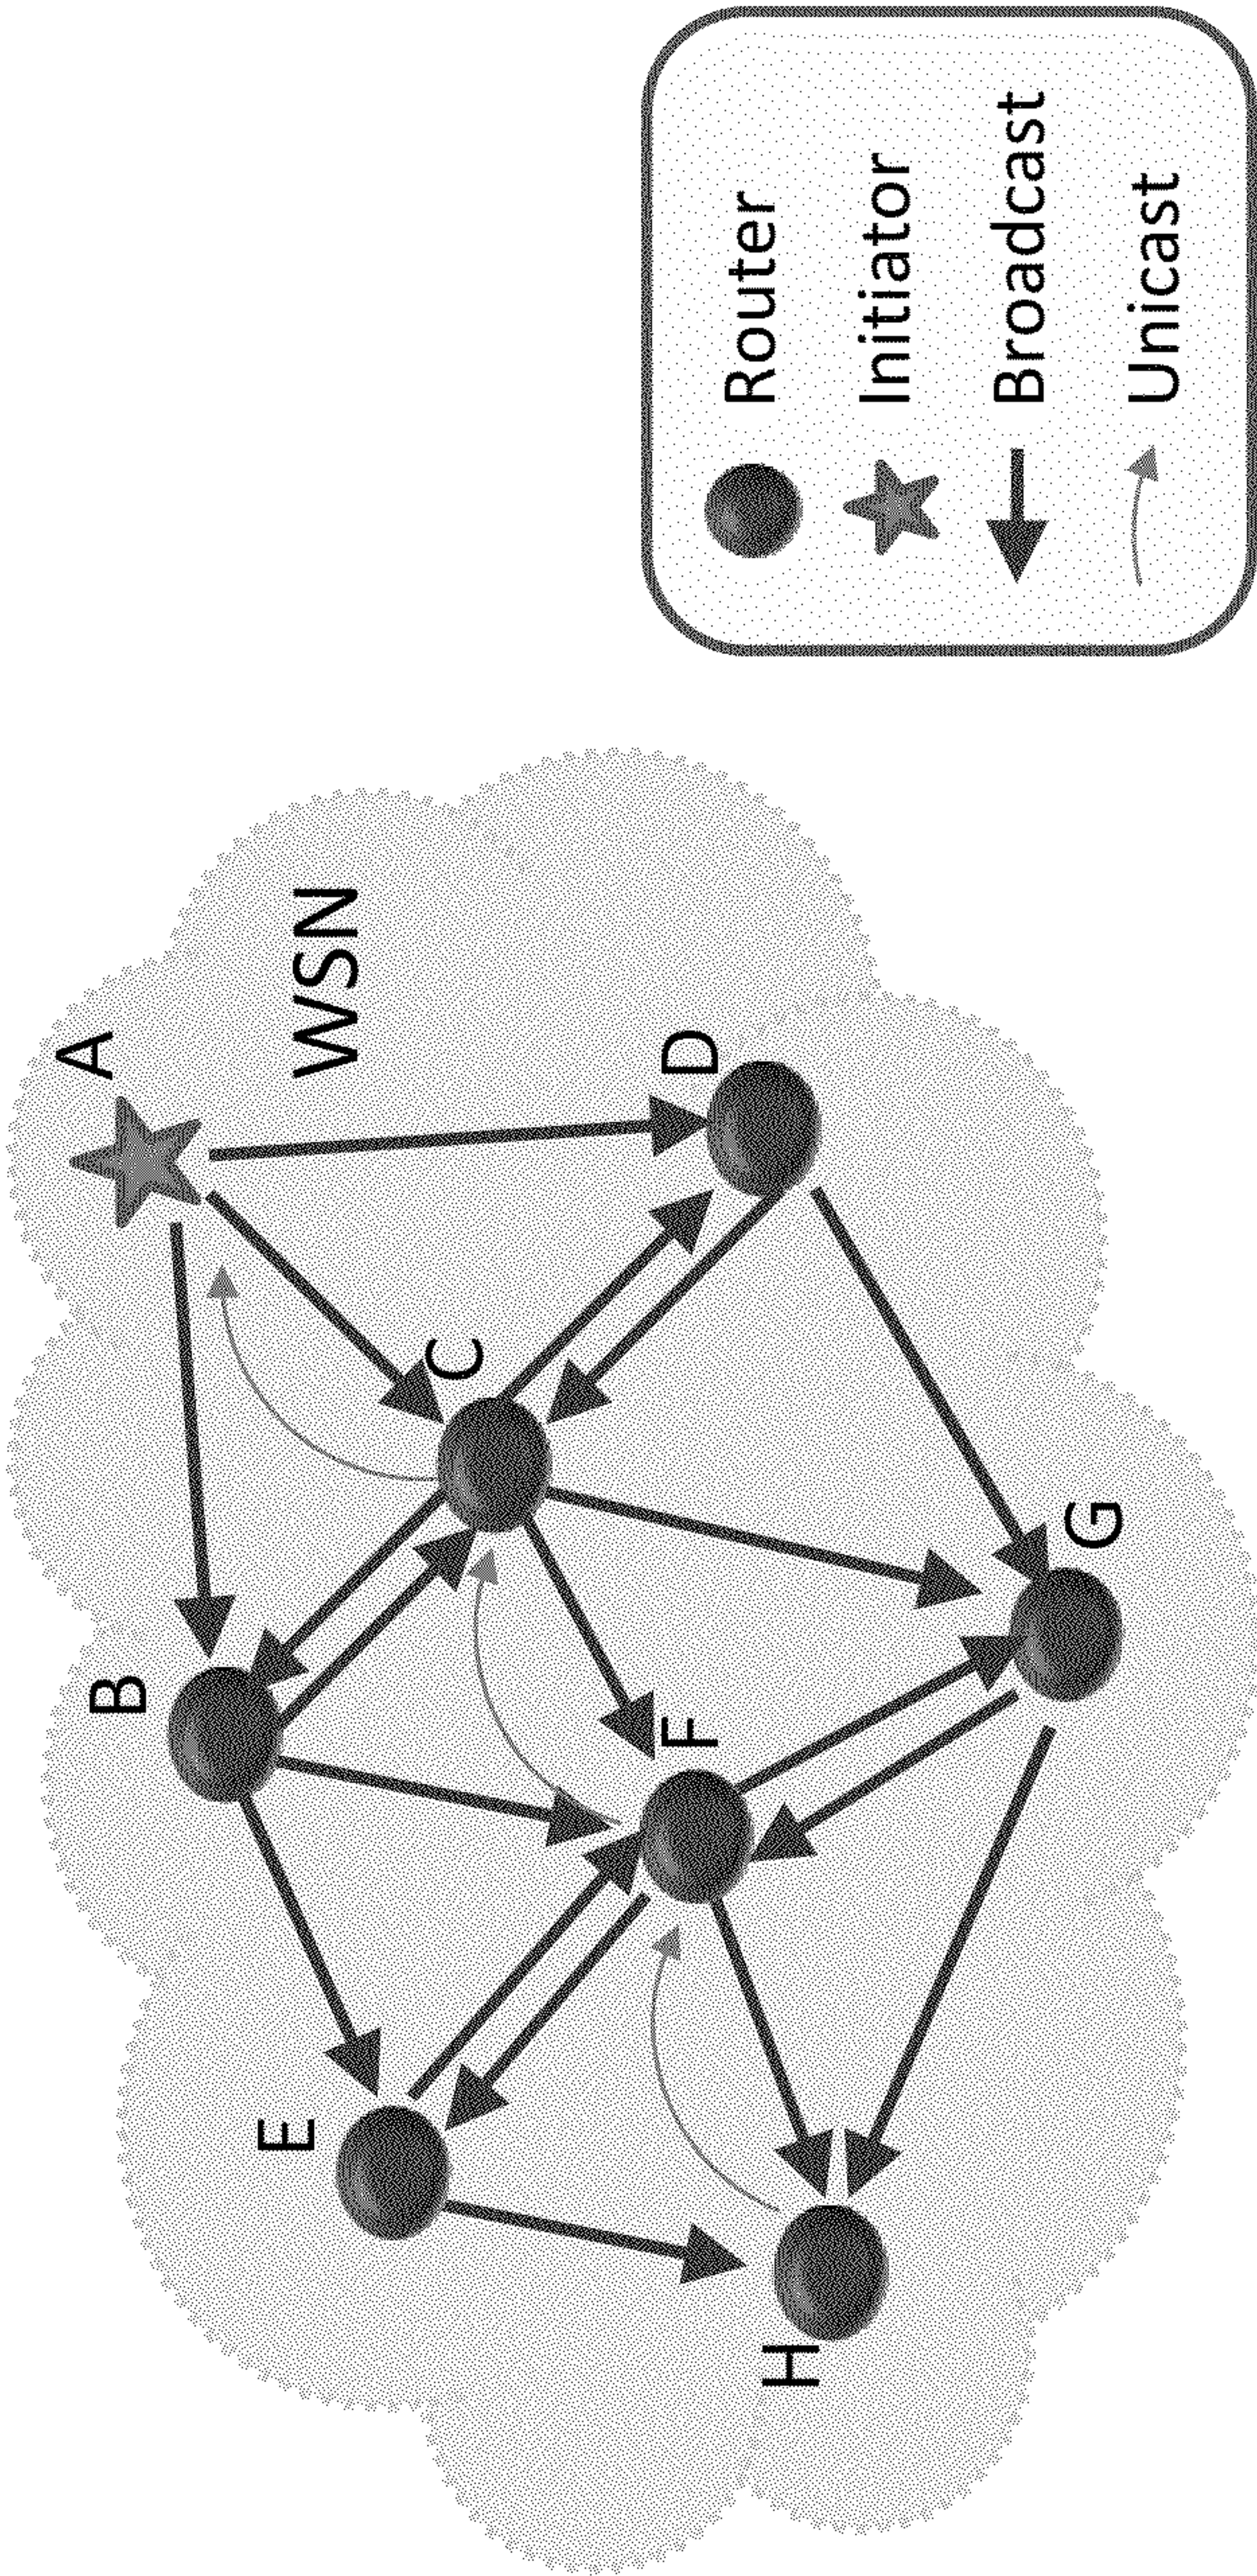 A
WSN
B
C
D
E
F
G
H
Router
Initiator
Broadcast
Unicast